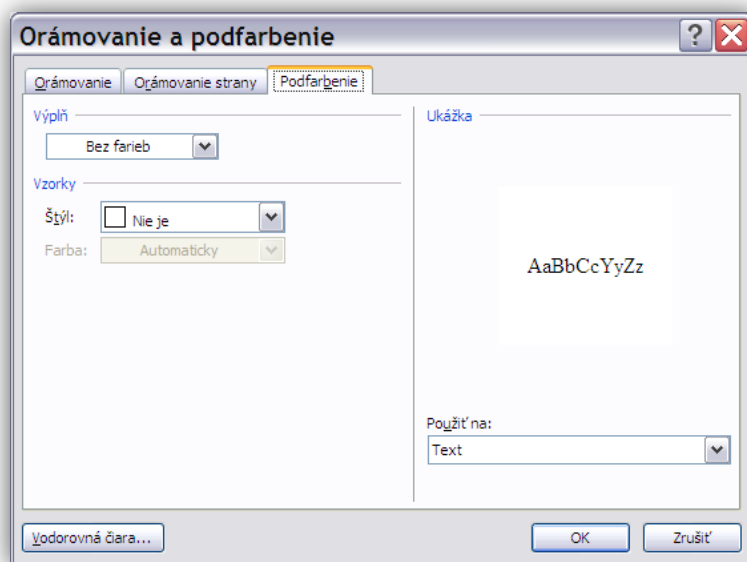 Orámovanie a podfarbenie
?
Orámovanie Orámovanie strany Podfarbenie
Výplň
Bez farieb
Vzorky
Štýl: Nie je
Farba: Automaticky
Ukážka
AaBbCcYyZz
Použiť na:
Text
Vodorovná čiara... OK Zrušiť